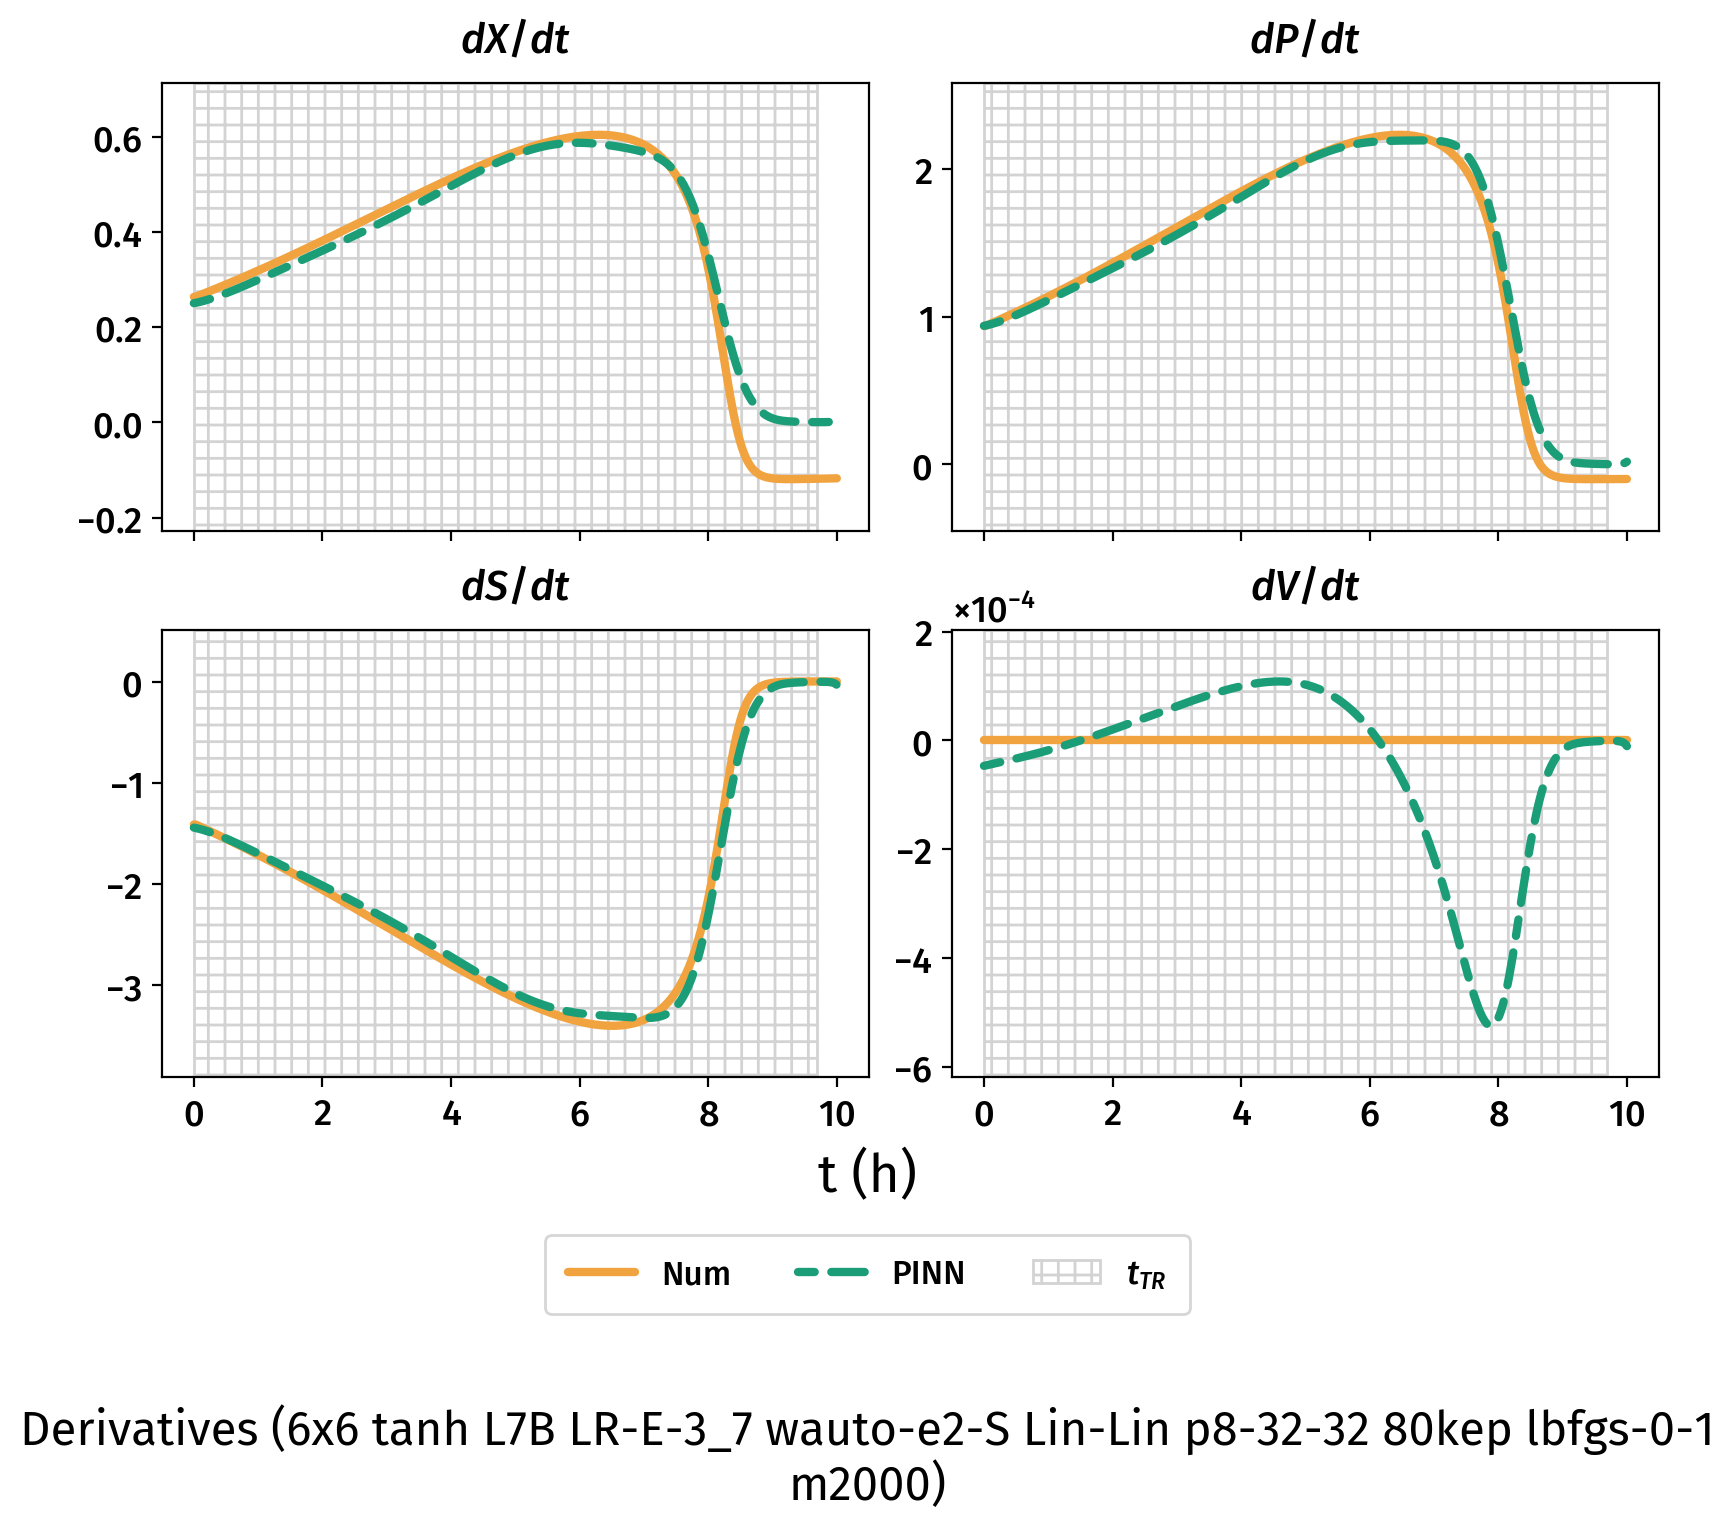 dX/dt
dP/dt
0.6
0.4
0.2
0.0
−0.2
2
1
0
dS/dt
dV/dt
×10⁻⁴
0
−1
−2
−3
2
0
−2
−4
−6
0 2 4 6 8 10
0 2 4 6 8 10
t (h)
Num PINN t_TR
Derivatives (6x6 tanh L7B LR-E-3_7 wauto-e2-S Lin-Lin p8-32-32 80kep lbfgs-0-1
m2000)